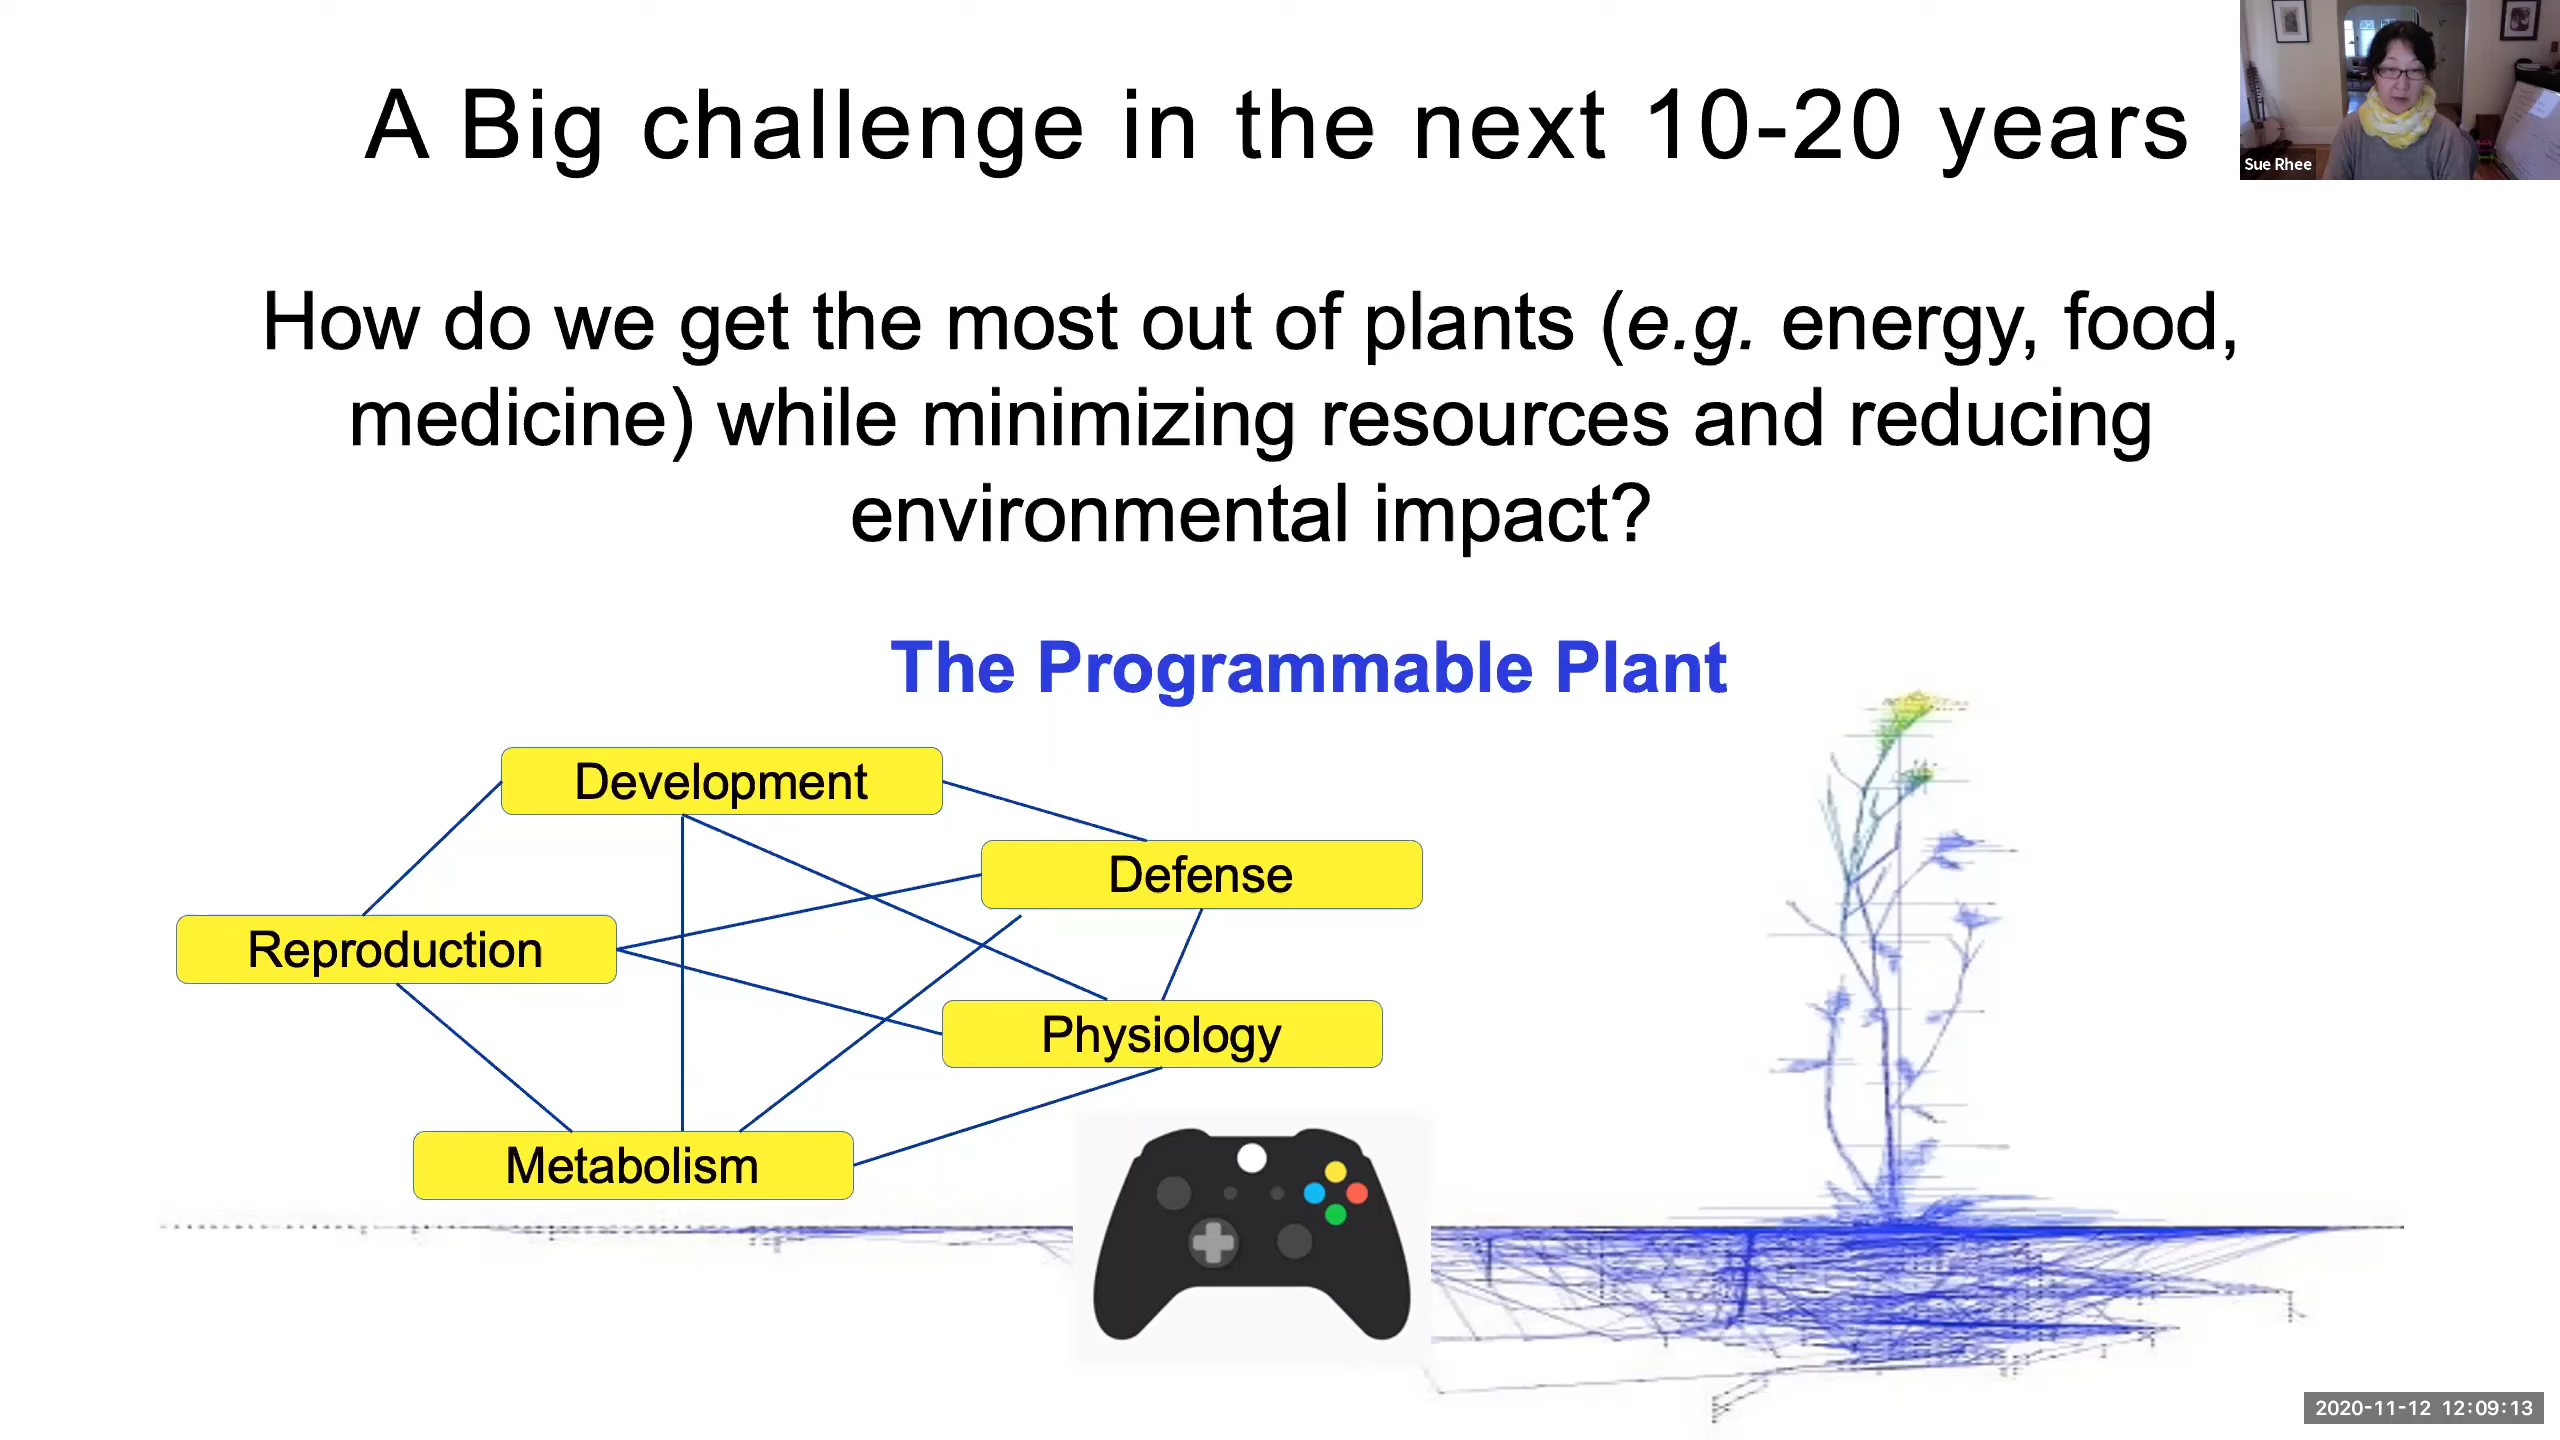 A Big challenge in the next 10-20 years
Sue Rhee
How do we get the most out of plants (e.g. energy, food,
medicine) while minimizing resources and reducing
environmental impact?
The Programmable Plant
Development
Defense
Reproduction
Physiology
Metabolism
2020-11-12 12:09:13